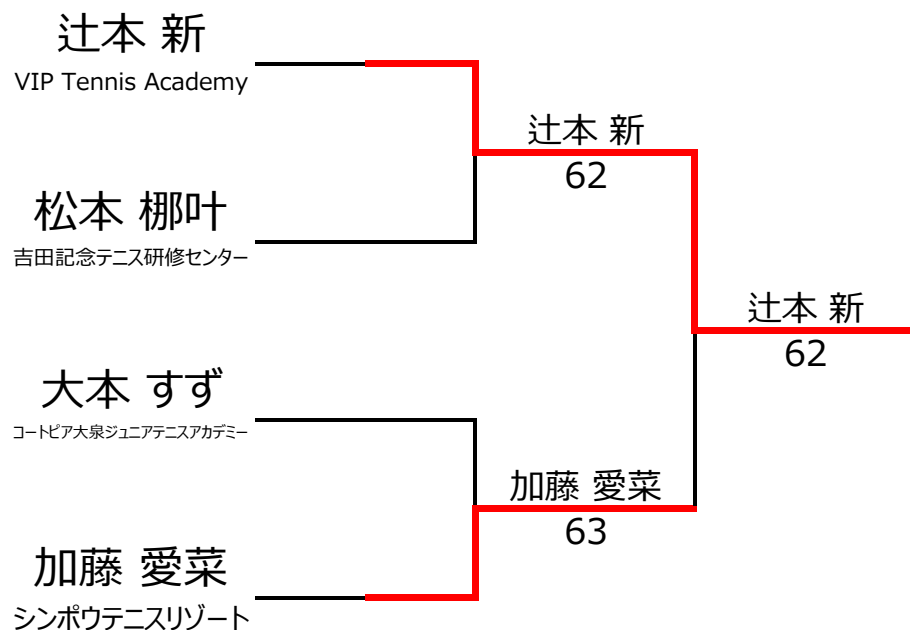 辻本 新
VIP Tennis Academy
辻本 新
62
松本 梛叶
吉田記念テニス研修センター
辻本 新
62
大本 すず
コートピア大泉ジュニアテニスアカデミー
加藤 愛菜
63
加藤 愛菜
シンポウテニスリゾート